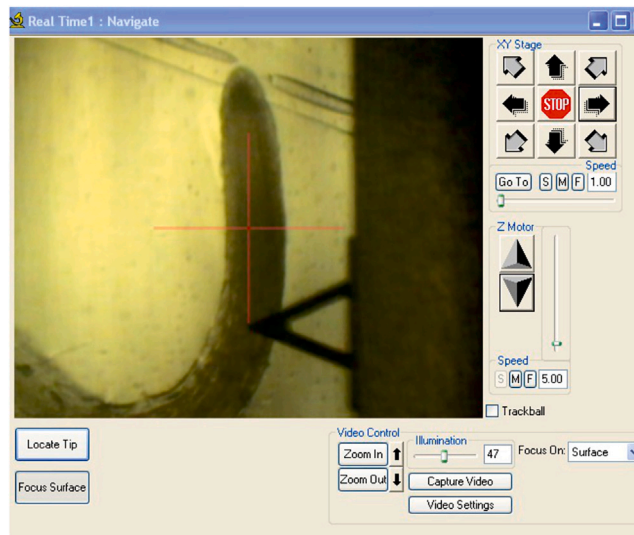 Real Time1 : Navigate
XY Stage
STOP
Speed
Go To S M F 1.00
Z Motor
Speed
S M F 5.00
Trackball
Locate Tip
Focus Surface
Video Control
Zoom In
Zoom Out
Illumination
47
Capture Video
Video Settings
Focus On: Surface